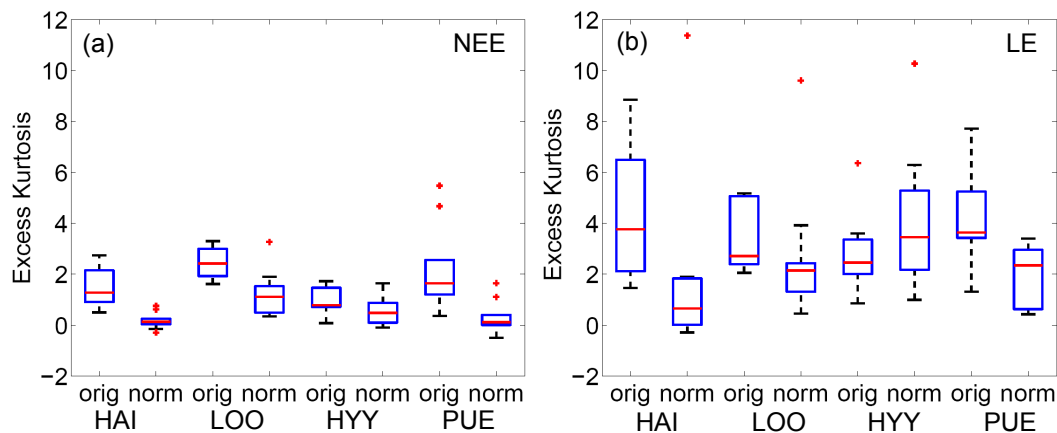 (a) NEE
Excess Kurtosis
12
10
8
6
4
2
0
−2
orig norm orig norm orig norm orig norm
HAI LOO HYY PUE
(b) LE
Excess Kurtosis
12
10
8
6
4
2
0
−2
orig norm orig norm orig norm orig norm
HAI LOO HYY PUE